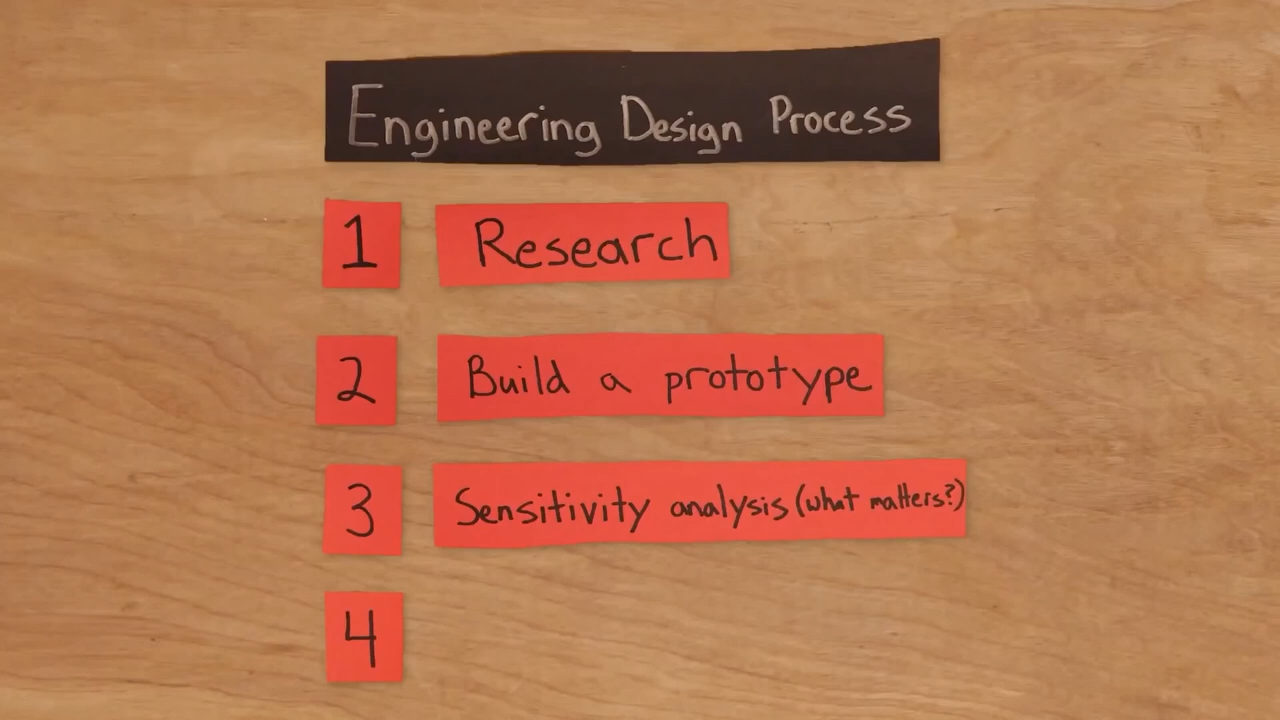 Engineering Design Process
1 Research
2 Build a prototype
3 Sensitivity analysis (what matters?)
4